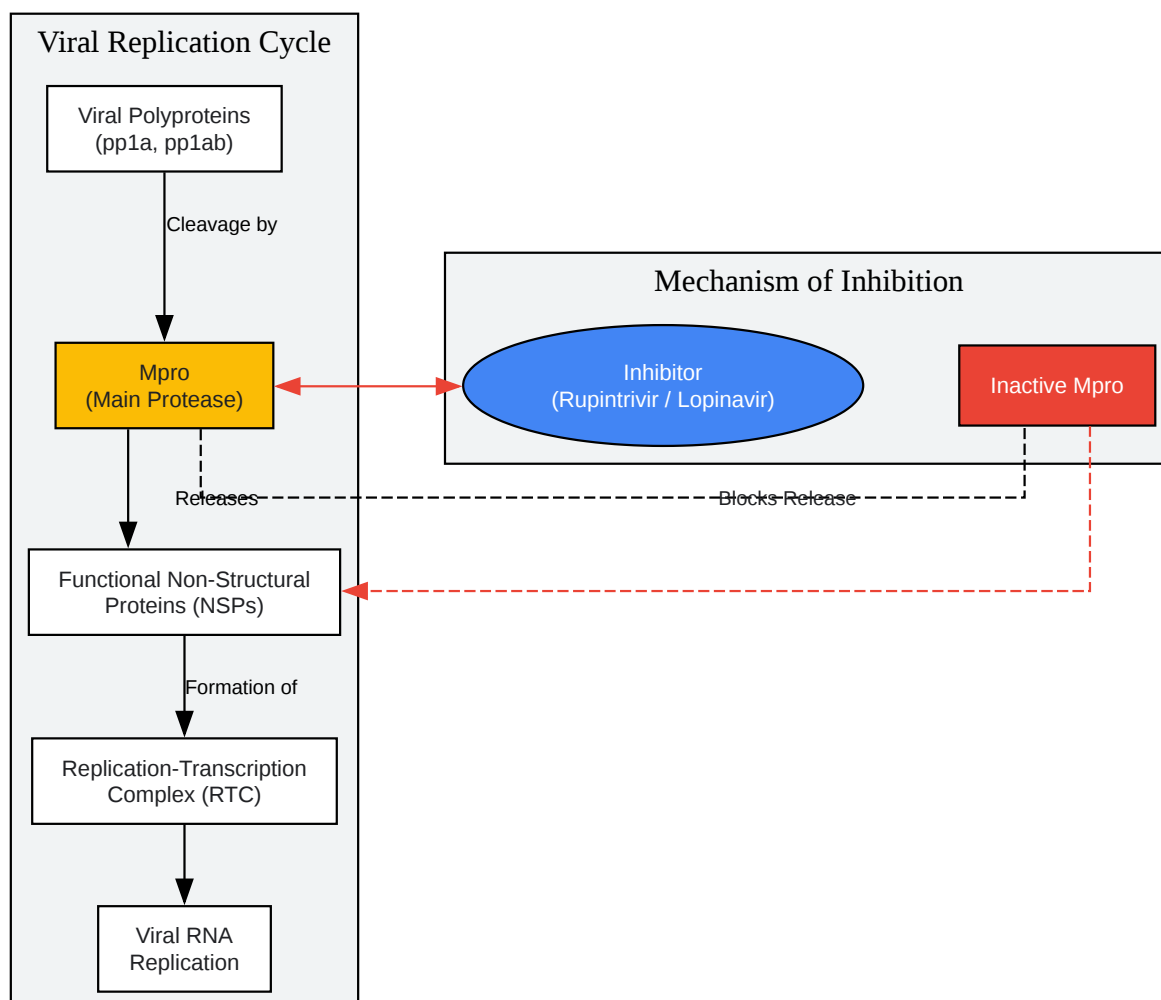 Viral Replication Cycle
Viral Polyproteins
(pp1a, pp1ab)
Cleavage by
Mechanism of Inhibition
Mpro
(Main Protease)
Inhibitor
(Rupintrivir / Lopinavir)
Inactive Mpro
Releases
Blocks Release
Functional Non-Structural
Proteins (NSPs)
Formation of
Replication-Transcription
Complex (RTC)
Viral RNA
Replication